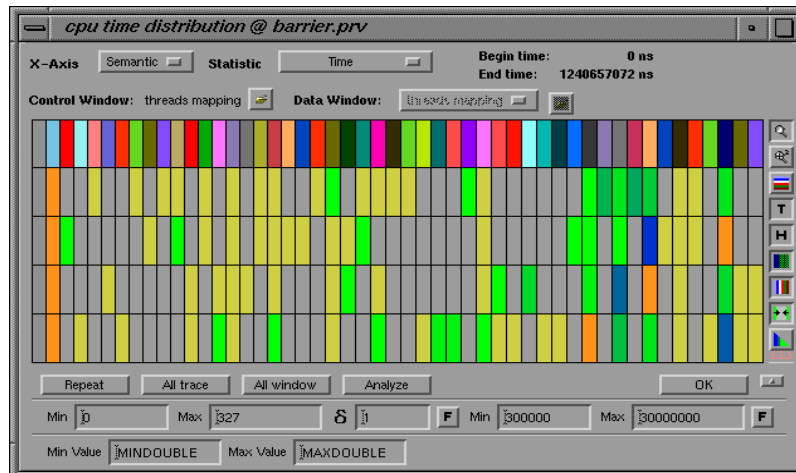 cpu time distribution @ barrier.prv
X-Axis Semantic Statistic Time Begin time: 0 ns
End time: 1240657072 ns
Control Window: threads mapping Data Window: threads mapping
T
H
Repeat All trace All window Analyze OK
Min 0 Max 327 δ 1 F Min 300000 Max 30000000 F
Min Value MINDOUBLE Max Value MAXDOUBLE